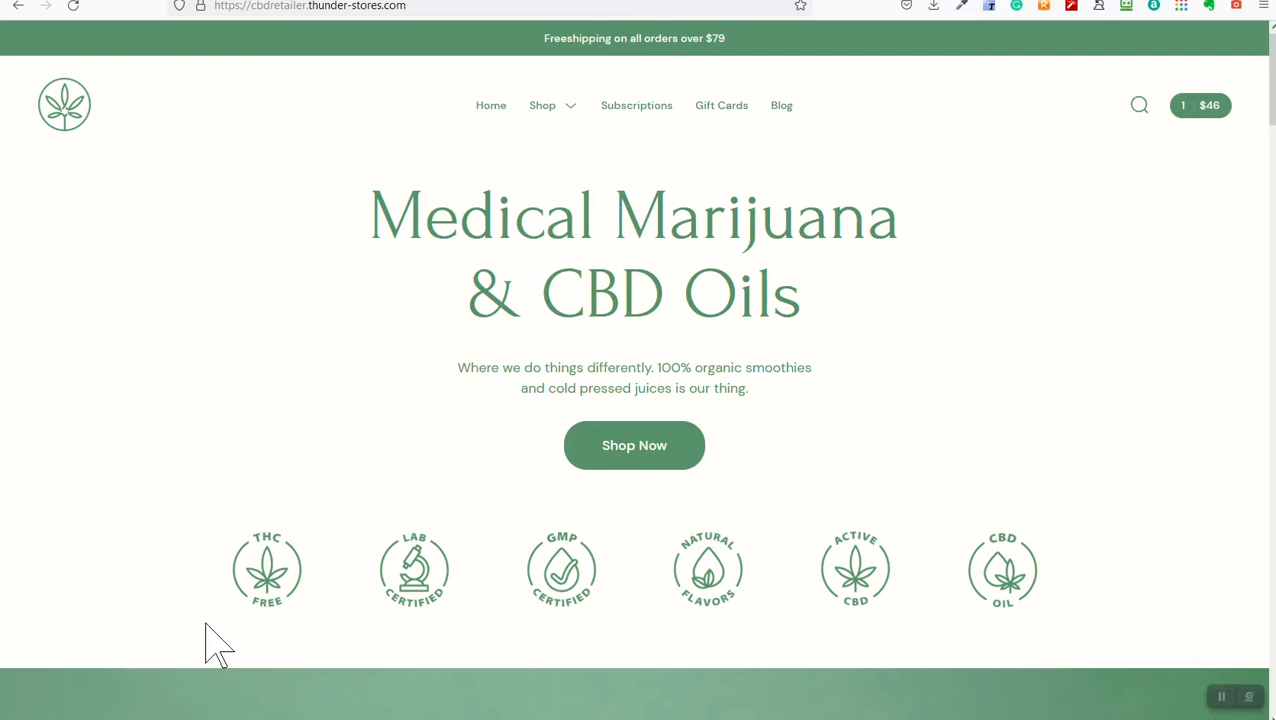 https://cbdretailer.thunder-stores.com
Freeshipping on all orders over $79
Home Shop Subscriptions Gift Cards Blog
1 $46
Medical Marijuana
& CBD Oils
Where we do things differently. 100% organic smoothies
and cold pressed juices is our thing.
Shop Now
THC FREE
LAB CERTIFIED
GMP CERTIFIED
NATURAL FLAVORS
ACTIVE CBD
CBD OIL